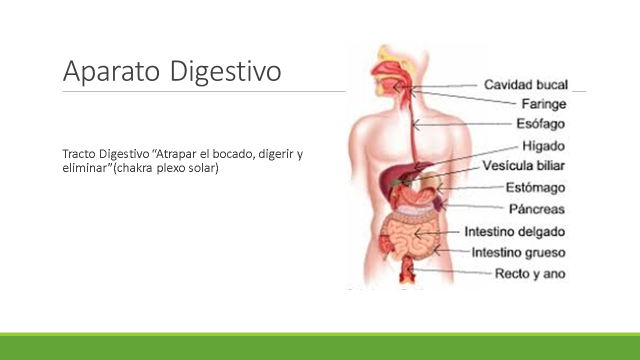 Aparato Digestivo
Tracto Digestivo “Atrapar el bocado, digerir y
eliminar”(chakra plexo solar)
Cavidad bucal
Faringe
Esófago
Hígado
Vesícula biliar
Estómago
Páncreas
Intestino delgado
Intestino grueso
Recto y ano